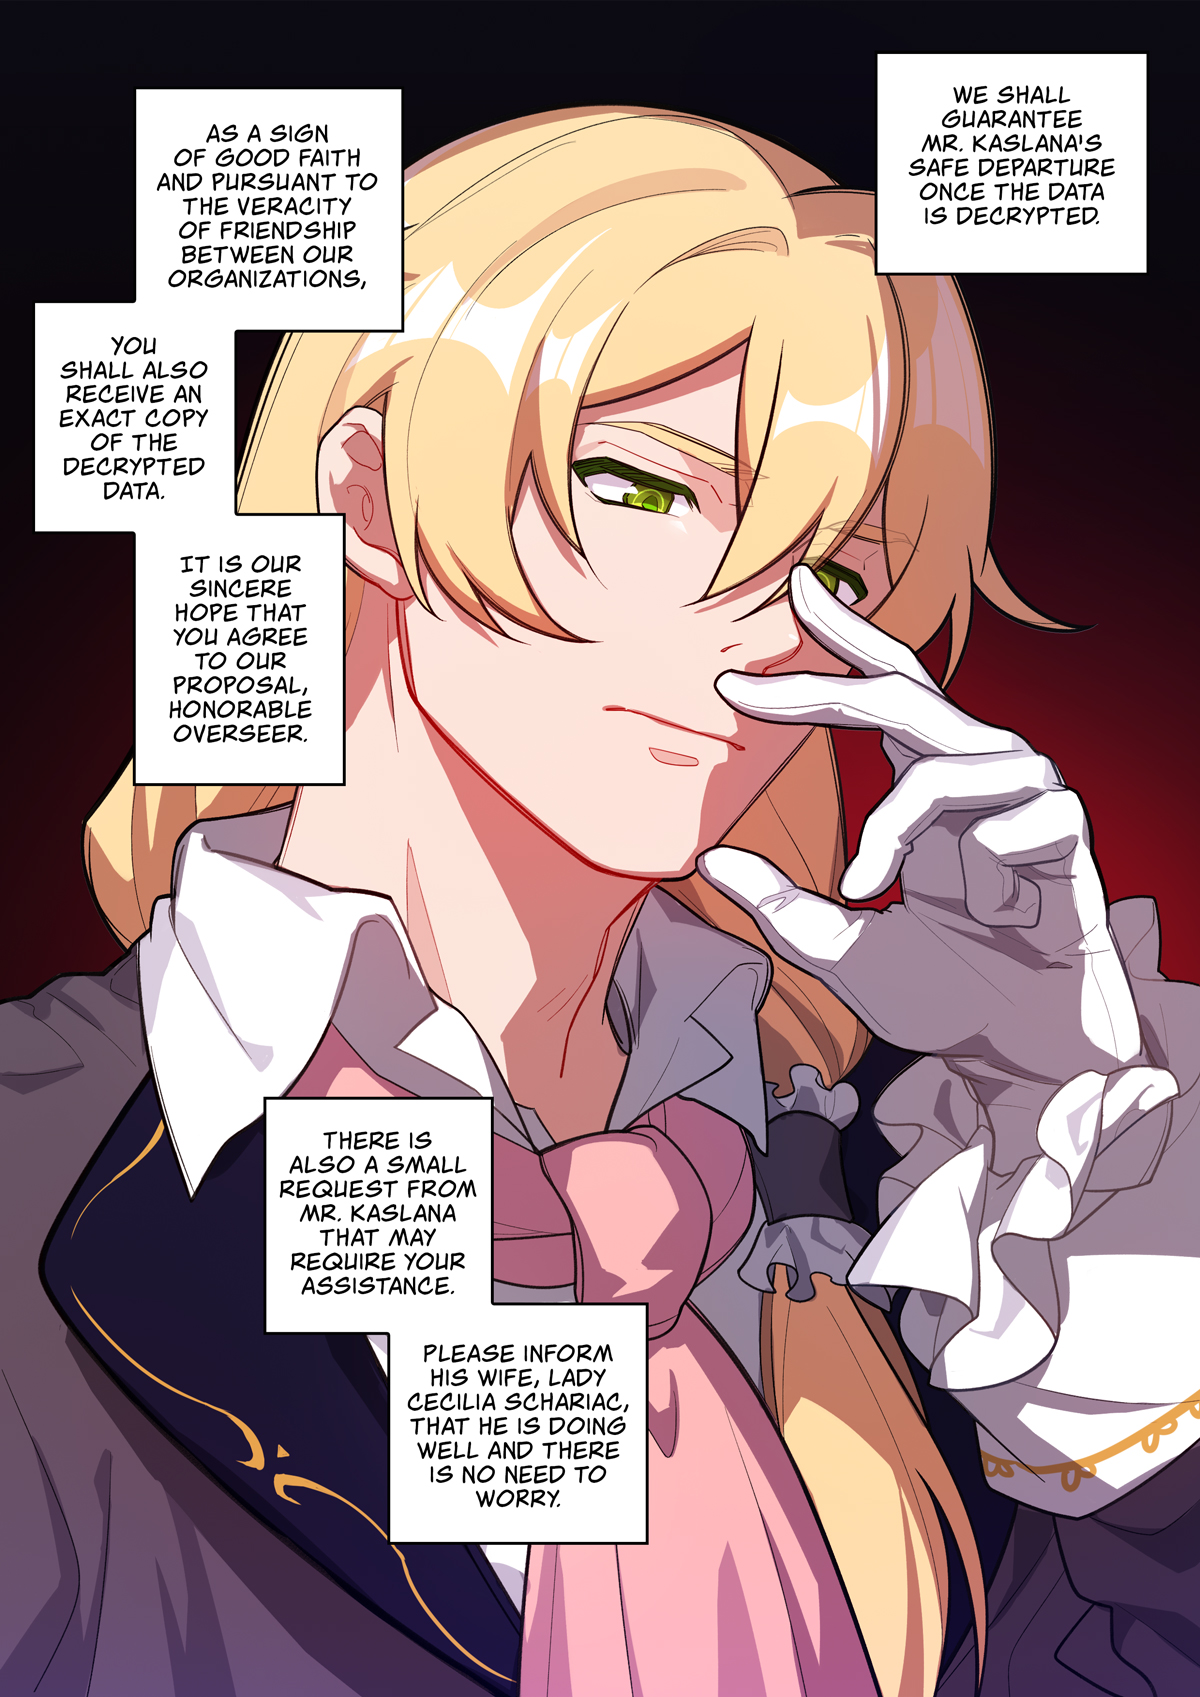 WE SHALL
GUARANTEE
MR. KASLANA'S
SAFE DEPARTURE
ONCE THE DATA
IS DECRYPTED.
AS A SIGN
OF GOOD FAITH
AND PURSUANT TO
THE VERACITY
OF FRIENDSHIP
BETWEEN OUR
ORGANIZATIONS,
YOU
SHALL ALSO
RECEIVE AN
EXACT COPY
OF THE
DECRYPTED
DATA.
IT IS OUR
SINCERE
HOPE THAT
YOU AGREE
TO OUR
PROPOSAL,
HONORABLE
OVERSEER.
THERE IS
ALSO A SMALL
REQUEST FROM
MR. KASLANA
THAT MAY
REQUIRE YOUR
ASSISTANCE.
PLEASE INFORM
HIS WIFE, LADY
CECILIA SCHARIAC,
THAT HE IS DOING
WELL AND THERE
IS NO NEED TO
WORRY.